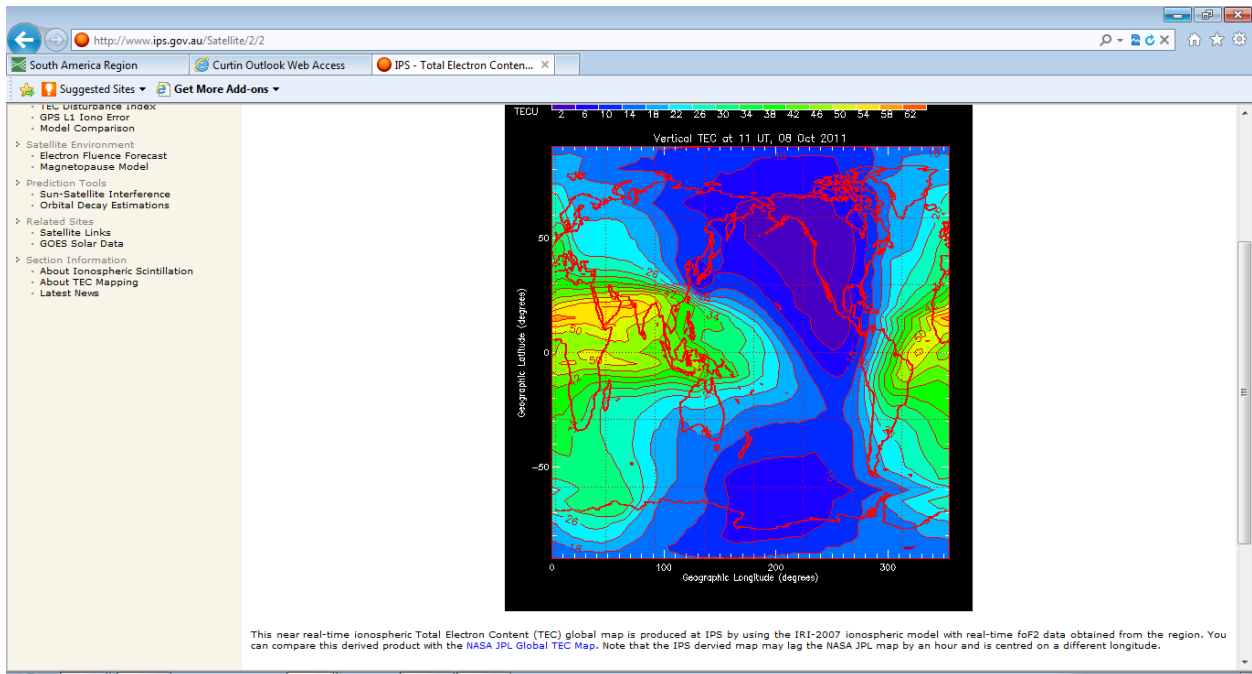 http://www.ips.gov.au/Satellite/2/2
South America Region
Curtin Outlook Web Access
IPS - Total Electron Conten...
Suggested Sites
Get More Add-ons
TEC Disturbance Index
GPS L1 Iono Error
Model Comparison
Satellite Environment
Electron Fluence Forecast
Magnetopause Model
Prediction Tools
Sun-Satellite Interference
Orbital Decay Estimations
Related Sites
Satellite Links
GOES Solar Data
Section Information
About Ionospheric Scintillation
About TEC Mapping
Latest News
TECU 2 6 10 14 18 22 26 30 34 38 42 46 50 54 58 62
Vertical TEC at 11 UT, 08 Oct 2011
50
0
-50
Geographic Latitude (degrees)
26
34
50
50
26
18
10
0 100 200 300
Geographic Longitude (degrees)
This near real-time ionospheric Total Electron Content (TEC) global map is produced at IPS by using the IRI-2007 ionospheric model with real-time foF2 data obtained from the region. You
can compare this derived product with the NASA JPL Global TEC Map. Note that the IPS dervied map may lag the NASA JPL map by an hour and is centred on a different longitude.